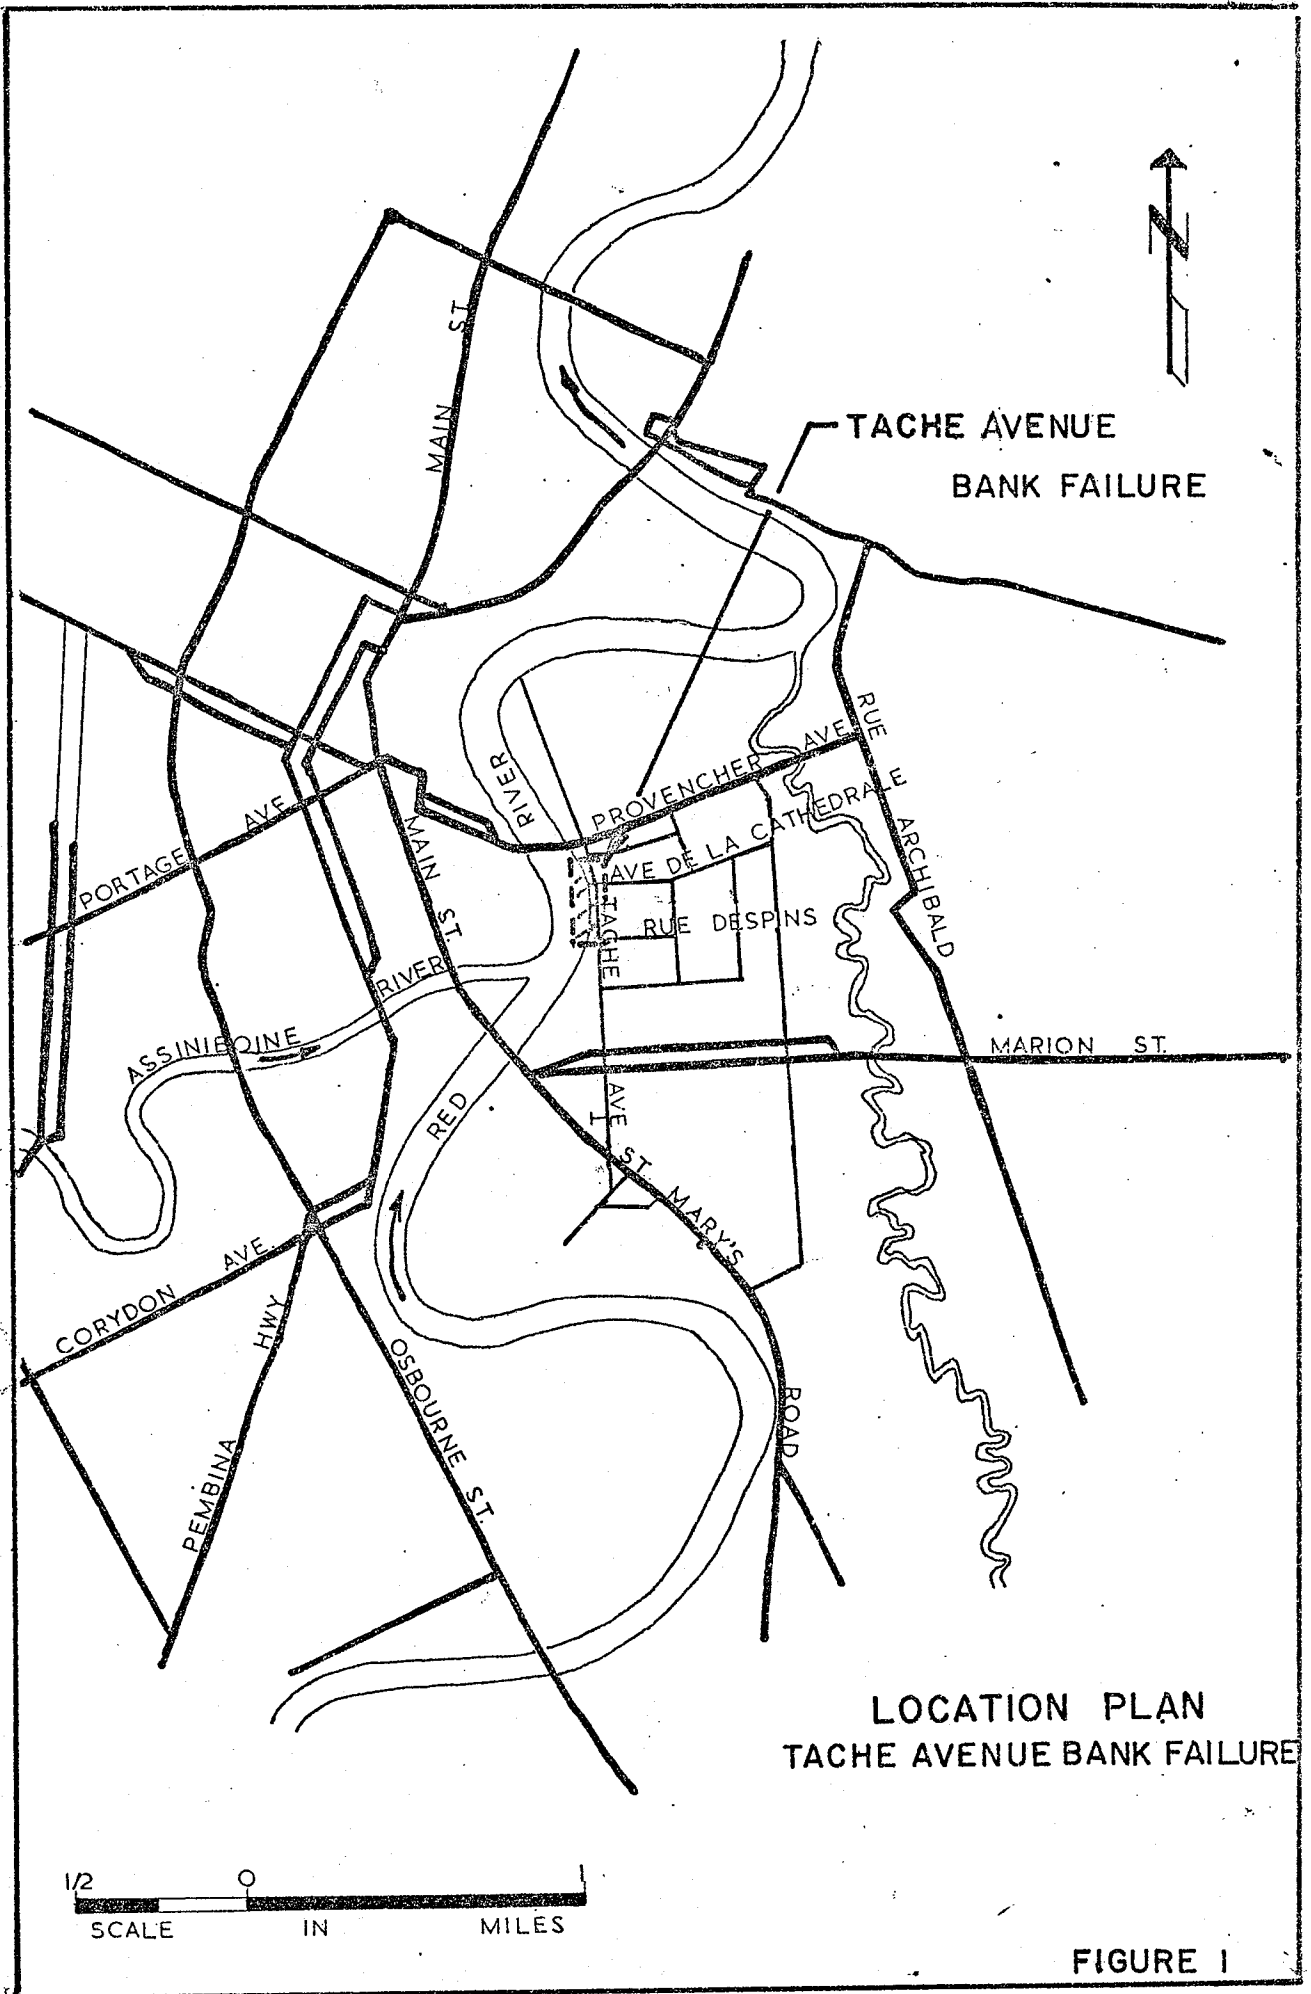 N
TACHE AVENUE
BANK FAILURE
MAIN ST.
RIVER
PROVENCHER AVE
RUE ARCHIBALD
AVE DE LA CATHEDRALE
PORTAGE AVE
MAIN ST.
TACHE AVE
RUE DESPINS
ASSINIBOINE RIVER
MARION ST.
RED
ST. MARY'S ROAD
CORYDON AVE.
PEMBINA HWY
OSBOURNE ST.
LOCATION PLAN
TACHE AVENUE BANK FAILURE
1/2 0 1
SCALE IN MILES
FIGURE 1